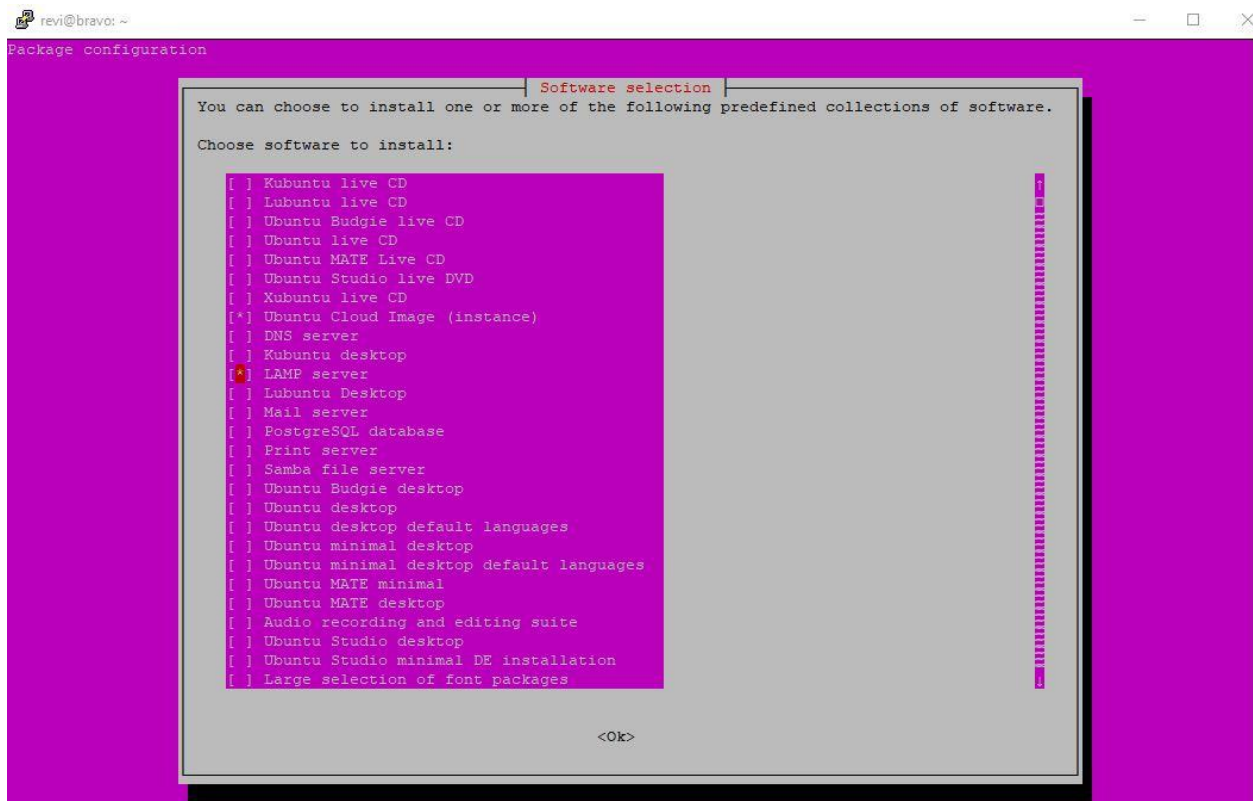 revi@bravo: ~
Package configuration
Software selection
You can choose to install one or more of the following predefined collections of software.
Choose software to install:
[ ] Kubuntu live CD
[ ] Lubuntu live CD
[ ] Ubuntu Budgie live CD
[ ] Ubuntu live CD
[ ] Ubuntu MATE Live CD
[ ] Ubuntu Studio live DVD
[ ] Xubuntu live CD
[*] Ubuntu Cloud Image (instance)
[ ] DNS server
[ ] Kubuntu desktop
[*] LAMP server
[ ] Lubuntu Desktop
[ ] Mail server
[ ] PostgreSQL database
[ ] Print server
[ ] Samba file server
[ ] Ubuntu Budgie desktop
[ ] Ubuntu desktop
[ ] Ubuntu desktop default languages
[ ] Ubuntu minimal desktop
[ ] Ubuntu minimal desktop default languages
[ ] Ubuntu MATE minimal
[ ] Ubuntu MATE desktop
[ ] Audio recording and editing suite
[ ] Ubuntu Studio desktop
[ ] Ubuntu Studio minimal DE installation
[ ] Large selection of font packages
<Ok>